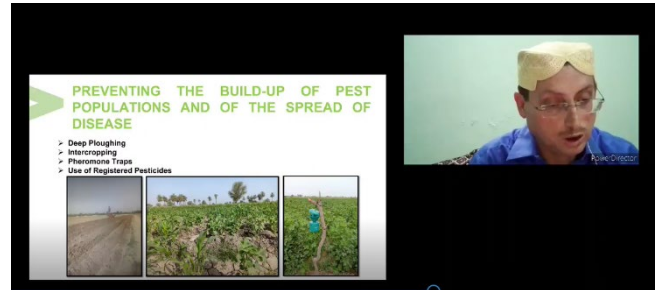 PREVENTING THE BUILD-UP OF PEST
POPULATIONS AND OF THE SPREAD OF
DISEASE
Deep Ploughing
Intercropping
Pheromone Traps
Use of Registered Pesticides
PowerDirector